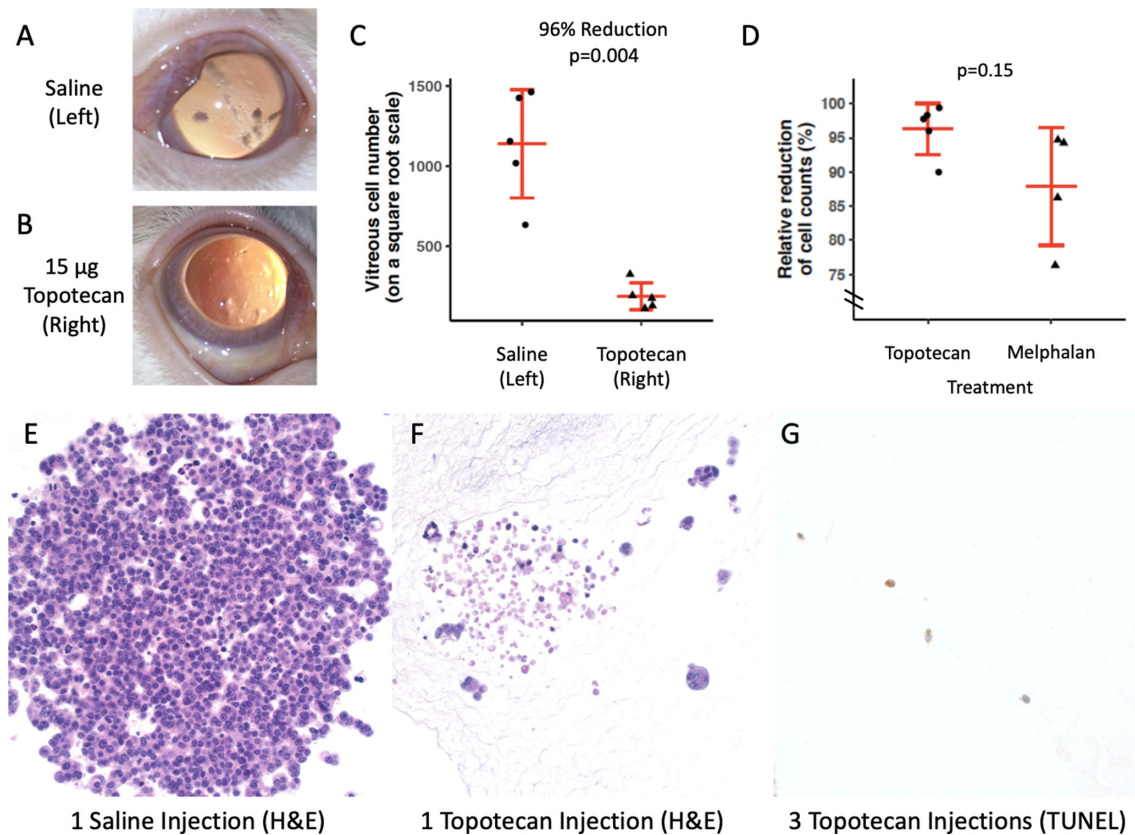 A
Saline
(Left)
B
15 µg
Topotecan
(Right)
C
96% Reduction
p=0.004
Vitreous cell number
(on a square root scale)
1500
1000
500
Saline
(Left)
Topotecan
(Right)
D
p=0.15
Relative reduction
of cell counts (%)
100
95
90
85
80
75
Topotecan
Melphalan
Treatment
E
F
G
1 Saline Injection (H&E)
1 Topotecan Injection (H&E)
3 Topotecan Injections (TUNEL)